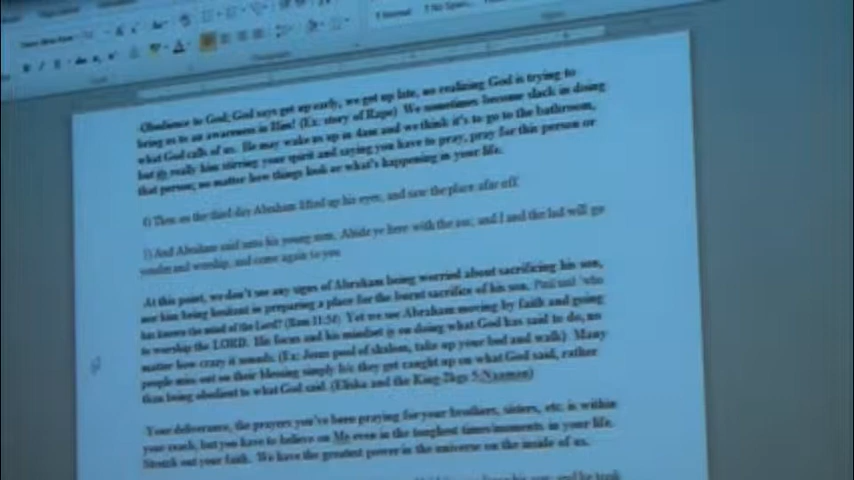 Obedience to God; God says get up early, we get up late, no realizing God is trying to
bring us to an awareness in Him! (Ex: story of Rape) We sometimes become slack in doing
what God calls of us. He may wake us up in 4am and we think it's to go to the bathroom,
but its really him stirring your spirit and saying you have to pray, pray for this person or
that person; no matter how things look or what's happening in your life.
4) Then on the third day Abraham lifted up his eyes, and saw the place afar off.
5) And Abraham said unto his young men, Abide ye here with the ass; and I and the lad will go
yonder and worship, and come again to you.
At this point, we don't see any signs of Abraham being worried about sacrificing his son,
nor him being hesitant in preparing a place for the burnt sacrifice of his son. Paul said 'who
has known the mind of the Lord? (Rom 11:34) Yet we see Abraham moving by faith and going
to worship the LORD. His focus and his mindset is on doing what God has said to do, no
matter how crazy it sounds. (Ex: Jesus pool of shalom, take up your bed and walk) Many
people miss out on their blessing simply b/c they get caught up on what God said, rather
than being obedient to what God said. (Elisha and the King 2kgs 5,Naaman)
Your deliverance, the prayers you've been praying for your brothers, sisters, etc. is within
your reach, but you have to believe on Me even in the toughest times/moments in your life.
Stretch out your faith. We have the greatest power in the universe on the inside of us.